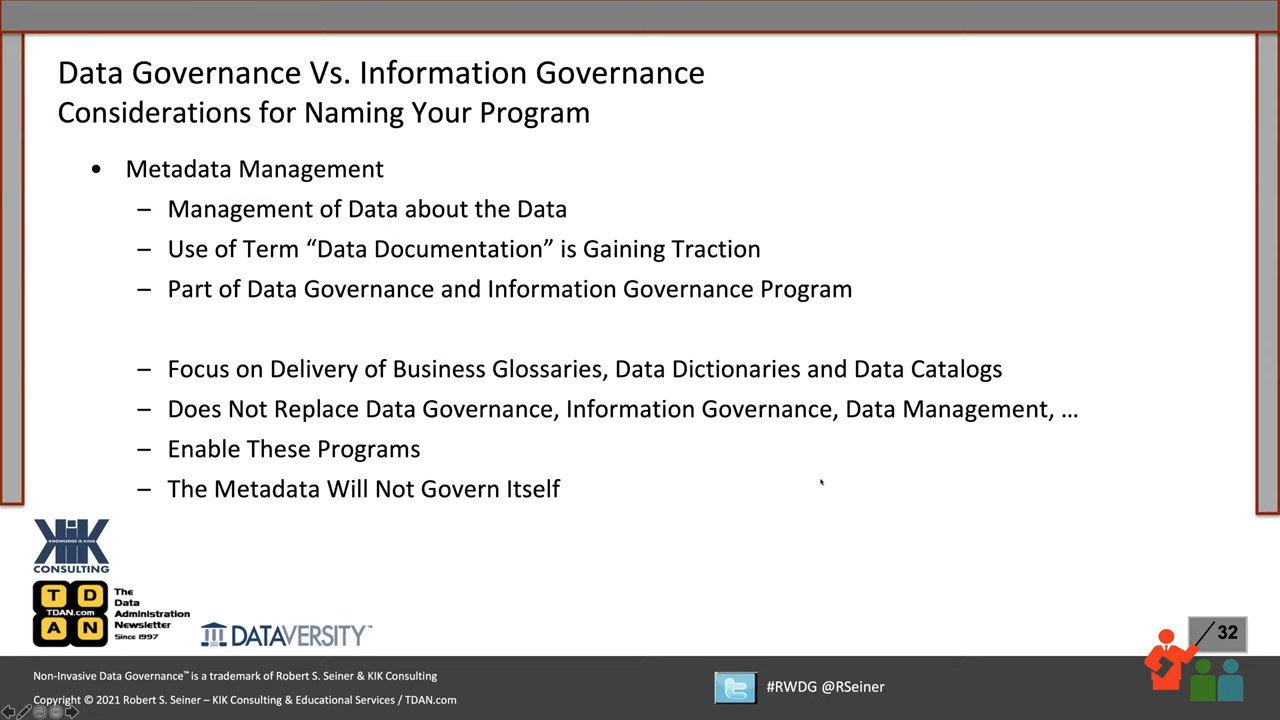 Data Governance Vs. Information Governance
Considerations for Naming Your Program
• Metadata Management
– Management of Data about the Data
– Use of Term “Data Documentation” is Gaining Traction
– Part of Data Governance and Information Governance Program
– Focus on Delivery of Business Glossaries, Data Dictionaries and Data Catalogs
– Does Not Replace Data Governance, Information Governance, Data Management, …
– Enable These Programs
– The Metadata Will Not Govern Itself
KIK
KNOWLEDGE IS KING
CONSULTING
T D
TDAN.com
A N
The
Data
Administration
Newsletter
Since 1997
DATAVERSITY™
32
Non-Invasive Data Governance™ is a trademark of Robert S. Seiner & KIK Consulting
Copyright © 2021 Robert S. Seiner – KIK Consulting & Educational Services / TDAN.com
#RWDG @RSeiner